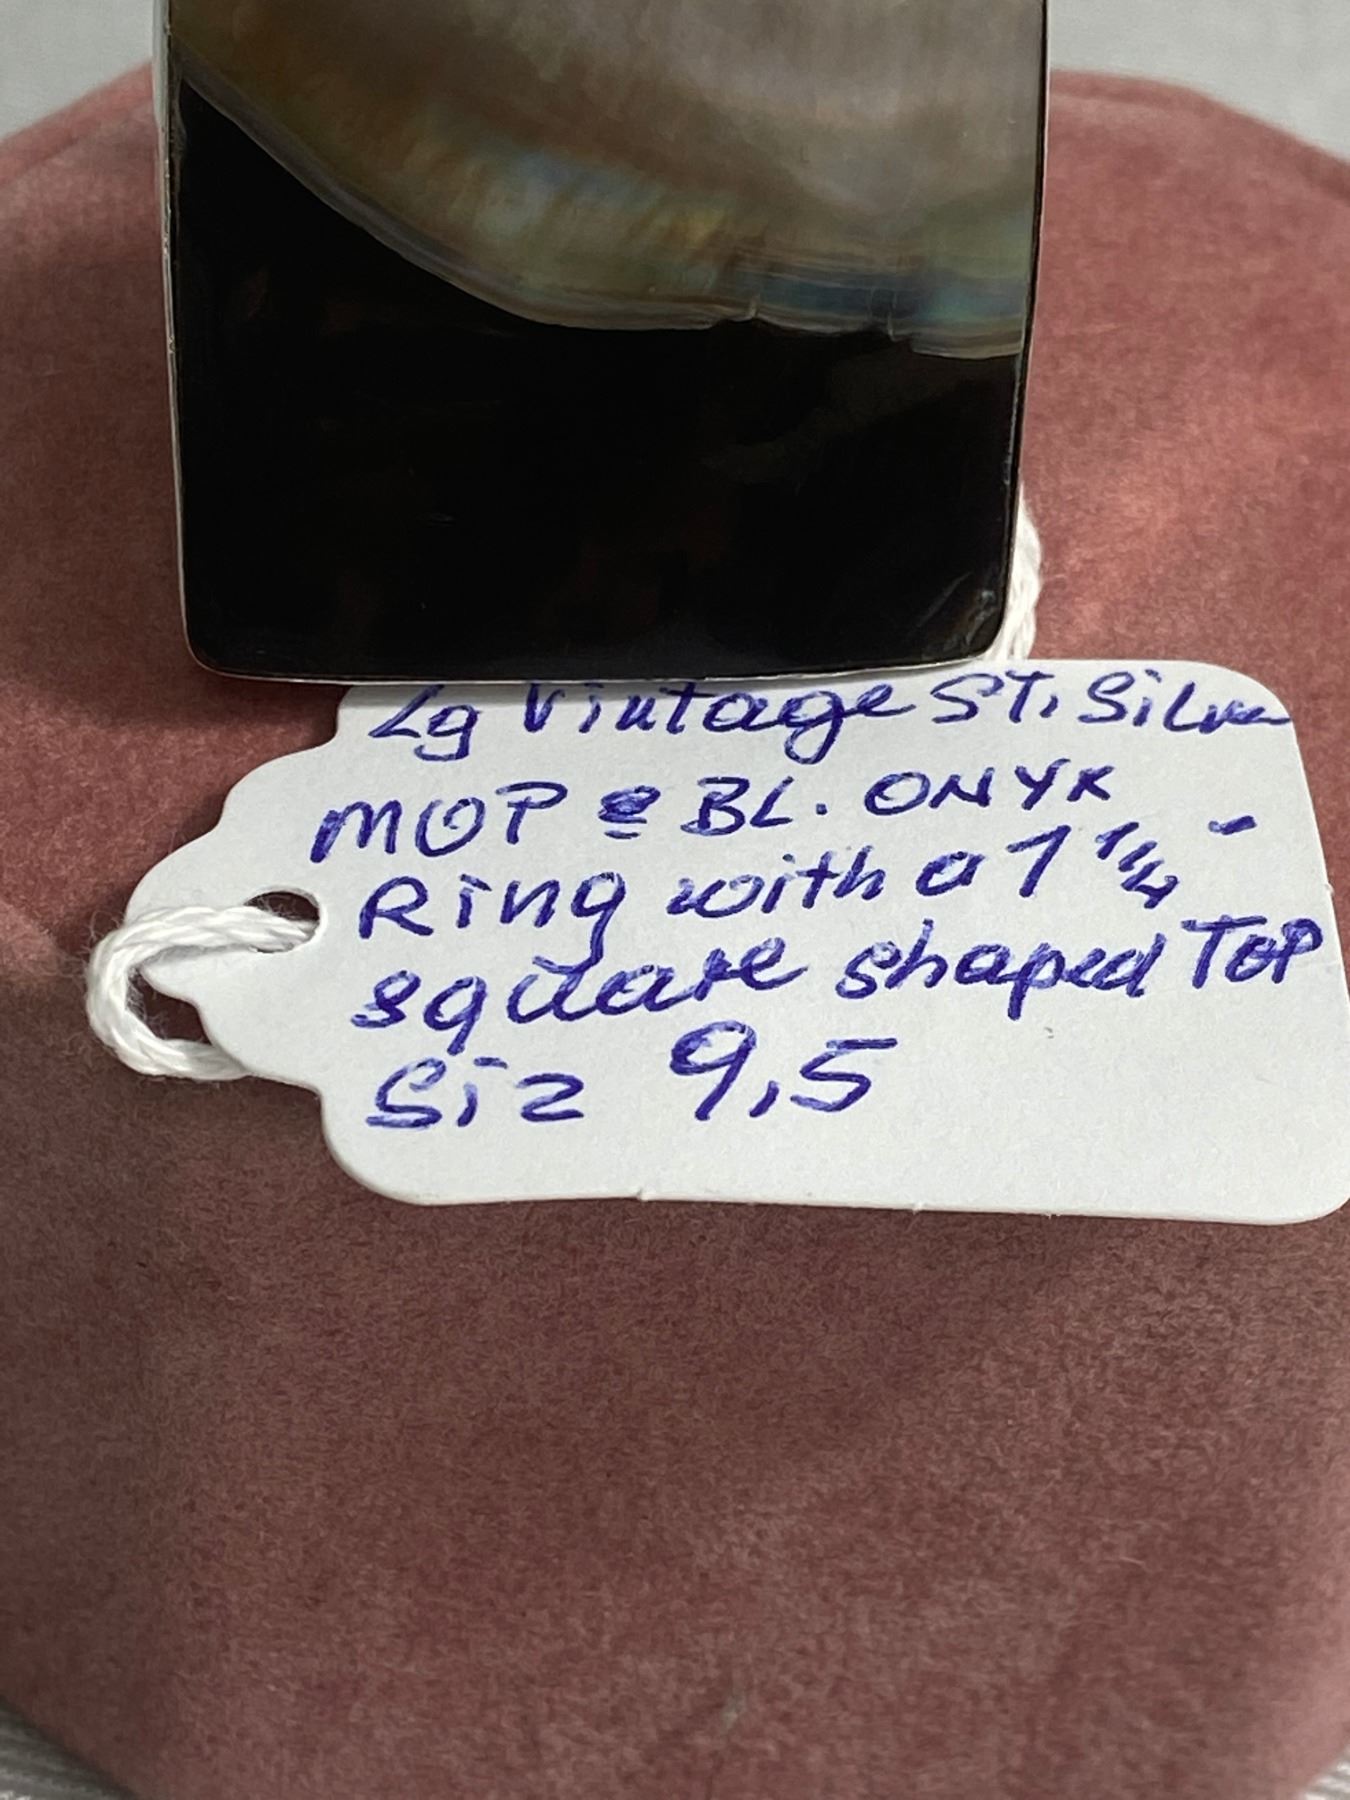 Lg Vintage ST. Silver
MOP e BL. ONYX
Ring with a 1 1/4 -
square shaped TOP
Siz 9,5